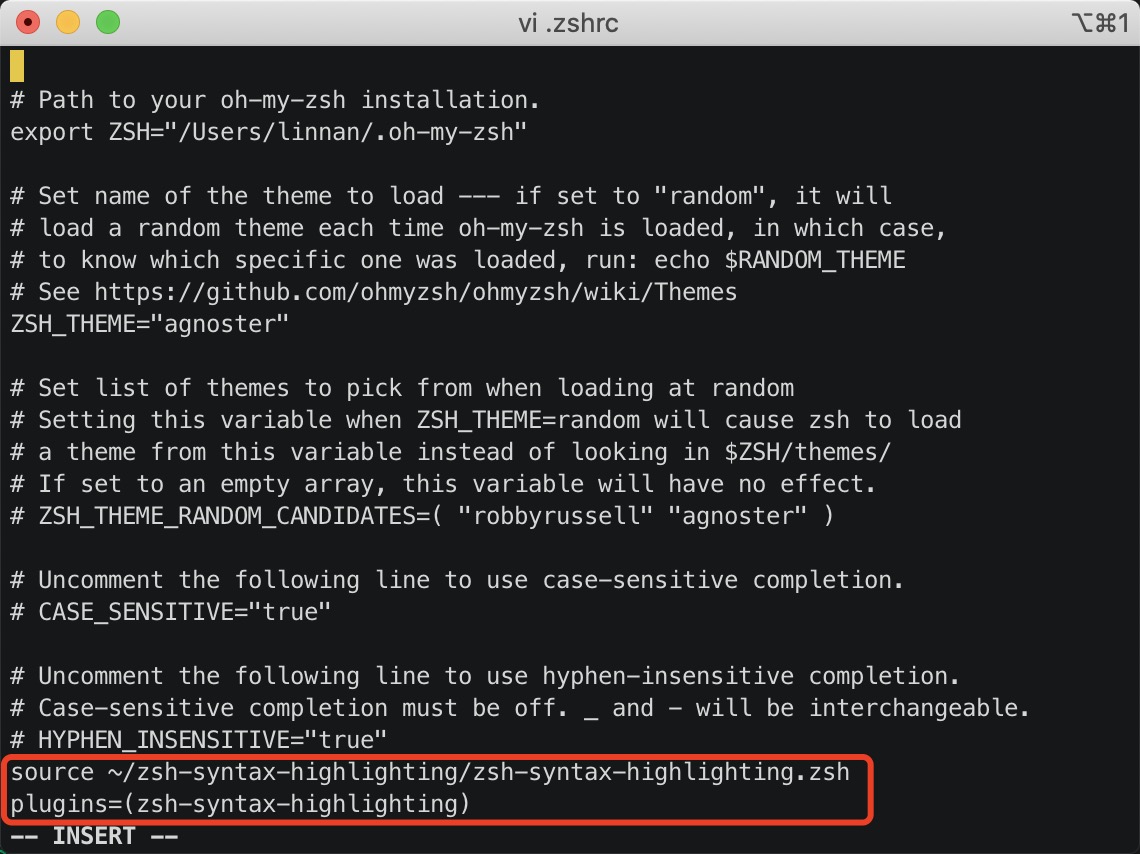 vi .zshrc
⌥⌘1
# Path to your oh-my-zsh installation.
export ZSH="/Users/linnan/.oh-my-zsh"
# Set name of the theme to load --- if set to "random", it will
# load a random theme each time oh-my-zsh is loaded, in which case,
# to know which specific one was loaded, run: echo $RANDOM_THEME
# See https://github.com/ohmyzsh/ohmyzsh/wiki/Themes
ZSH_THEME="agnoster"
# Set list of themes to pick from when loading at random
# Setting this variable when ZSH_THEME=random will cause zsh to load
# a theme from this variable instead of looking in $ZSH/themes/
# If set to an empty array, this variable will have no effect.
# ZSH_THEME_RANDOM_CANDIDATES=( "robbyrussell" "agnoster" )
# Uncomment the following line to use case-sensitive completion.
# CASE_SENSITIVE="true"
# Uncomment the following line to use hyphen-insensitive completion.
# Case-sensitive completion must be off. _ and - will be interchangeable.
# HYPHEN_INSENSITIVE="true"
source ~/zsh-syntax-highlighting/zsh-syntax-highlighting.zsh
plugins=(zsh-syntax-highlighting)
-- INSERT --